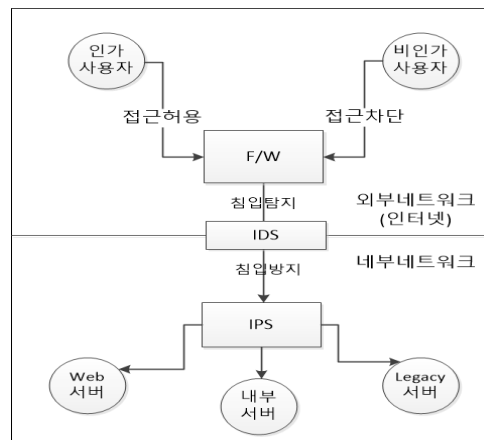 인가
사용자
비인가
사용자
접근허용
접근차단
F/W
침입탐지
외부네트워크
(인터넷)
IDS
네부네트워크
침입방지
IPS
Web
서버
내부
서버
Legacy
서버